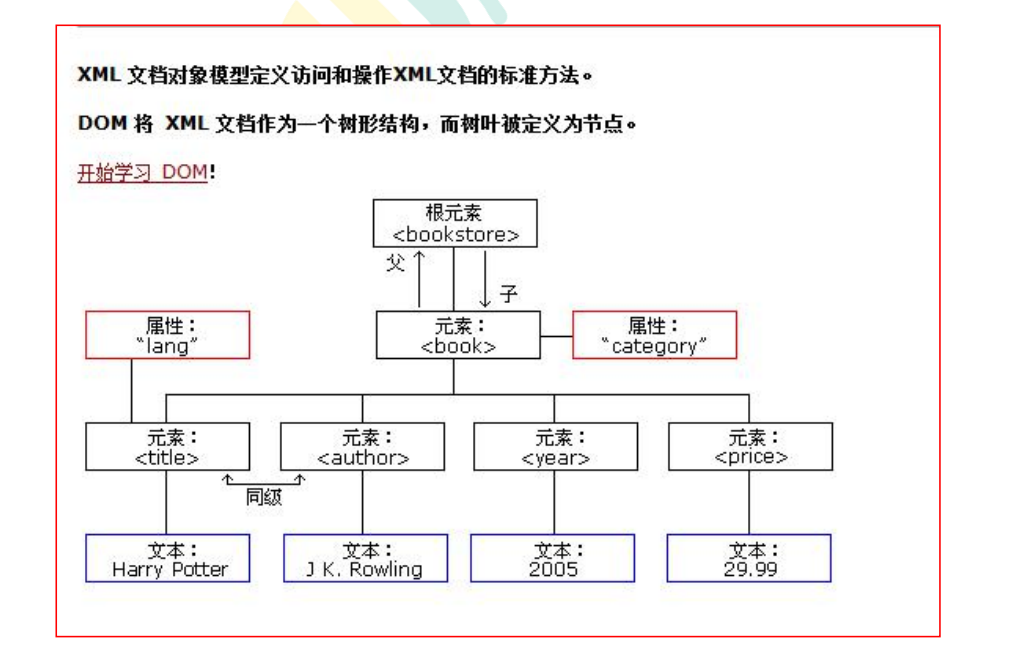 XML 文档对象模型定义访问和操作XML文档的标准方法。
DOM 将 XML 文档作为一个树形结构，而树叶被定义为节点。
开始学习 DOM!
根元素
<bookstore>
父
子
属性：
"lang"
元素：
<book>
属性：
"category"
元素：
<title>
元素：
<author>
元素：
<year>
元素：
<price>
同级
文本：
Harry Potter
文本：
J K. Rowling
文本：
2005
文本：
29.99